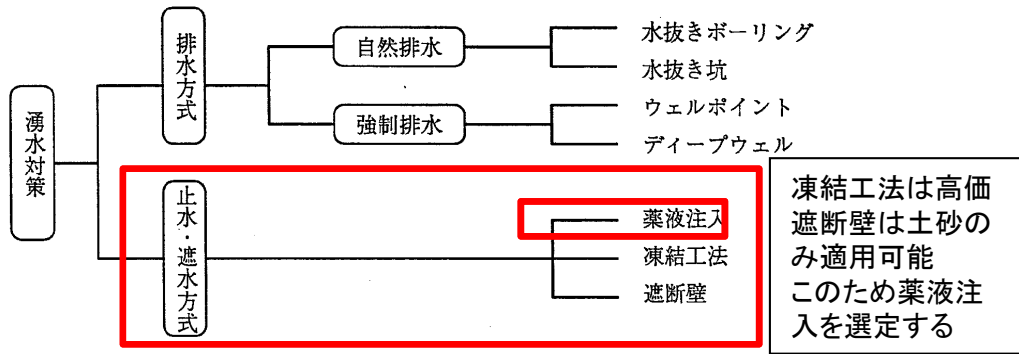 湧水対策
排水方式
自然排水
水抜きボーリング
水抜き坑
強制排水
ウェルポイント
ディープウェル
止水・遮水方式
薬液注入
凍結工法
遮断壁
凍結工法は高価
遮断壁は土砂の
み適用可能
このため薬液注
入を選定する